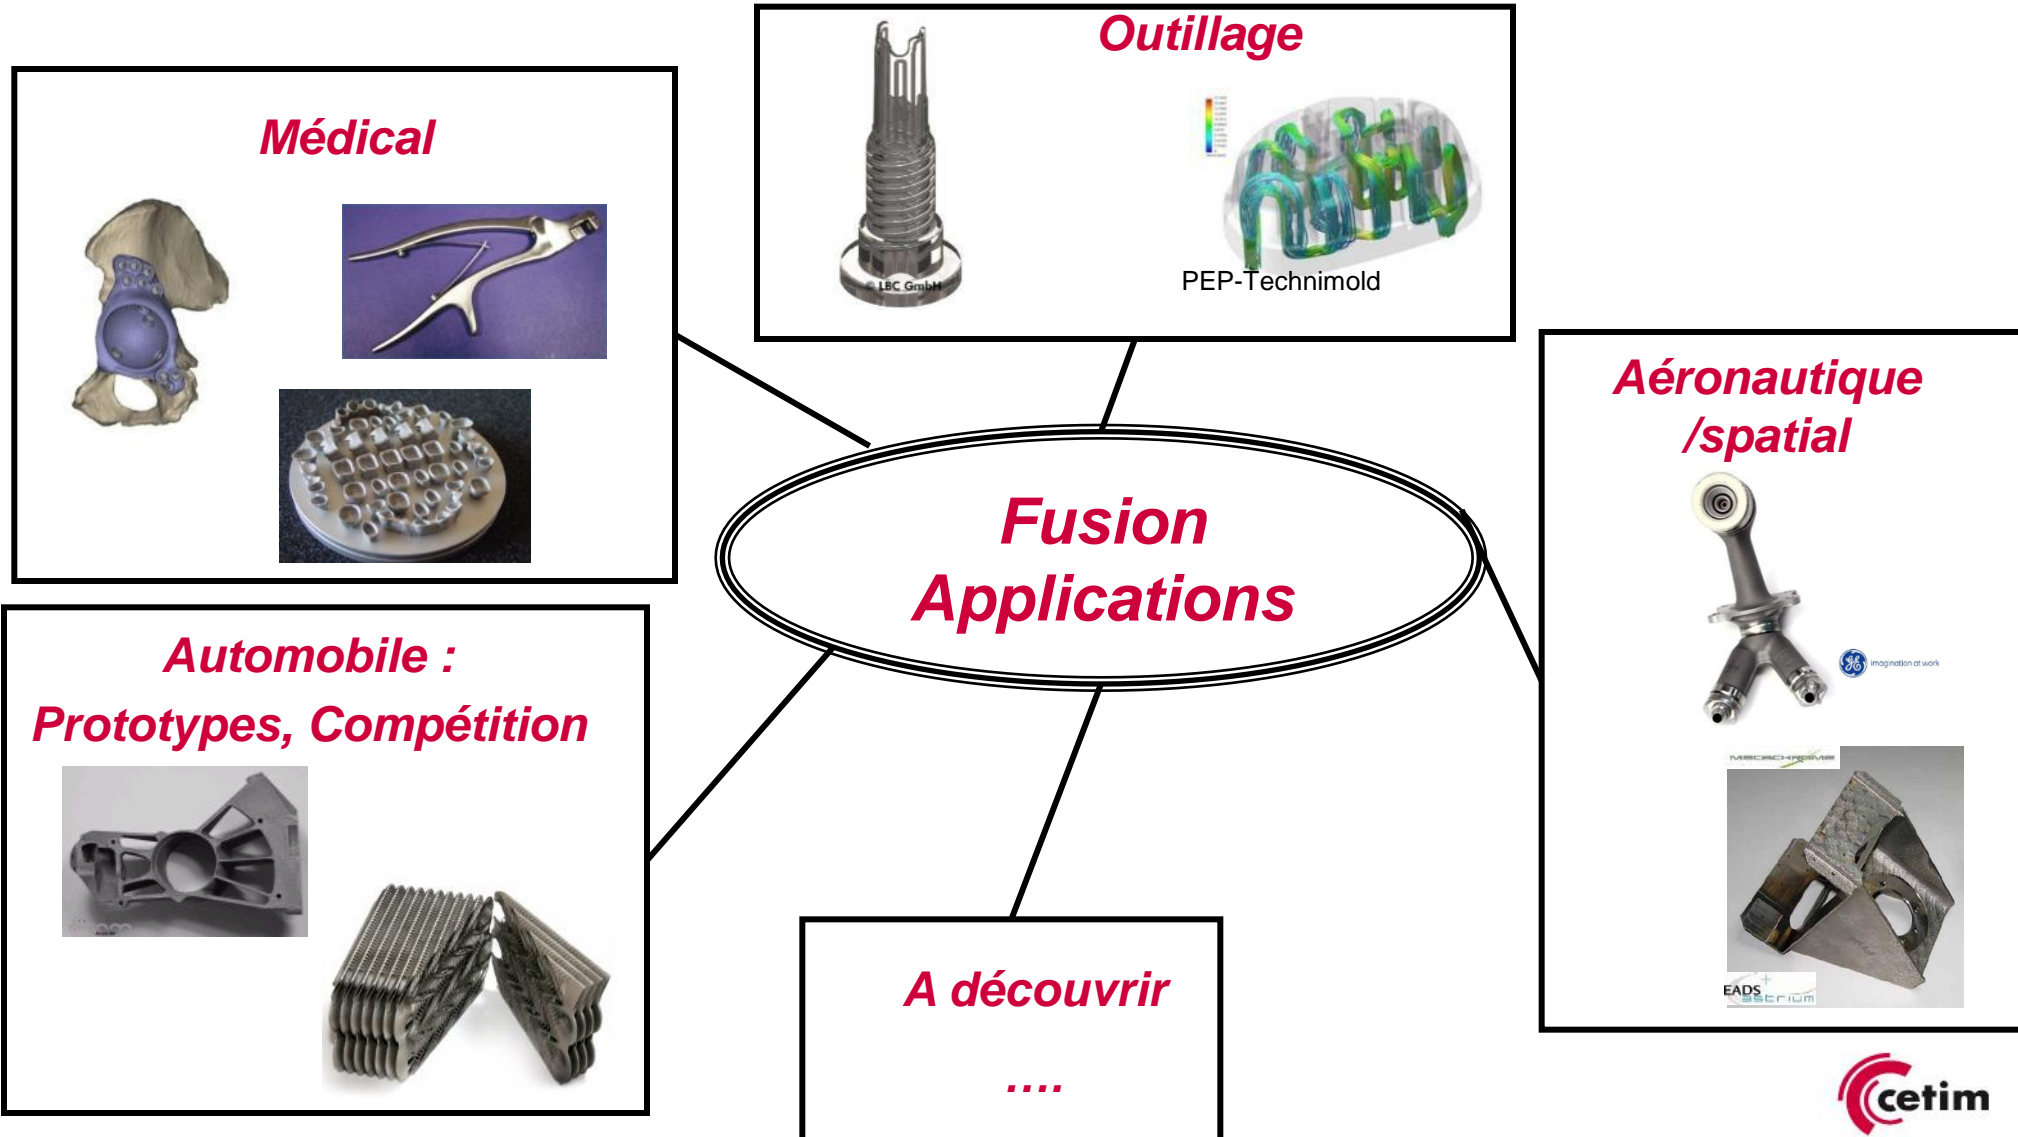 Outillage
© LBC GmbH
PEP-Technimold
Médical
Aéronautique
/spatial
imagination at work
MECACHROME
EADS
astrium
Fusion
Applications
Automobile :
Prototypes, Compétition
A découvrir
....
cetim